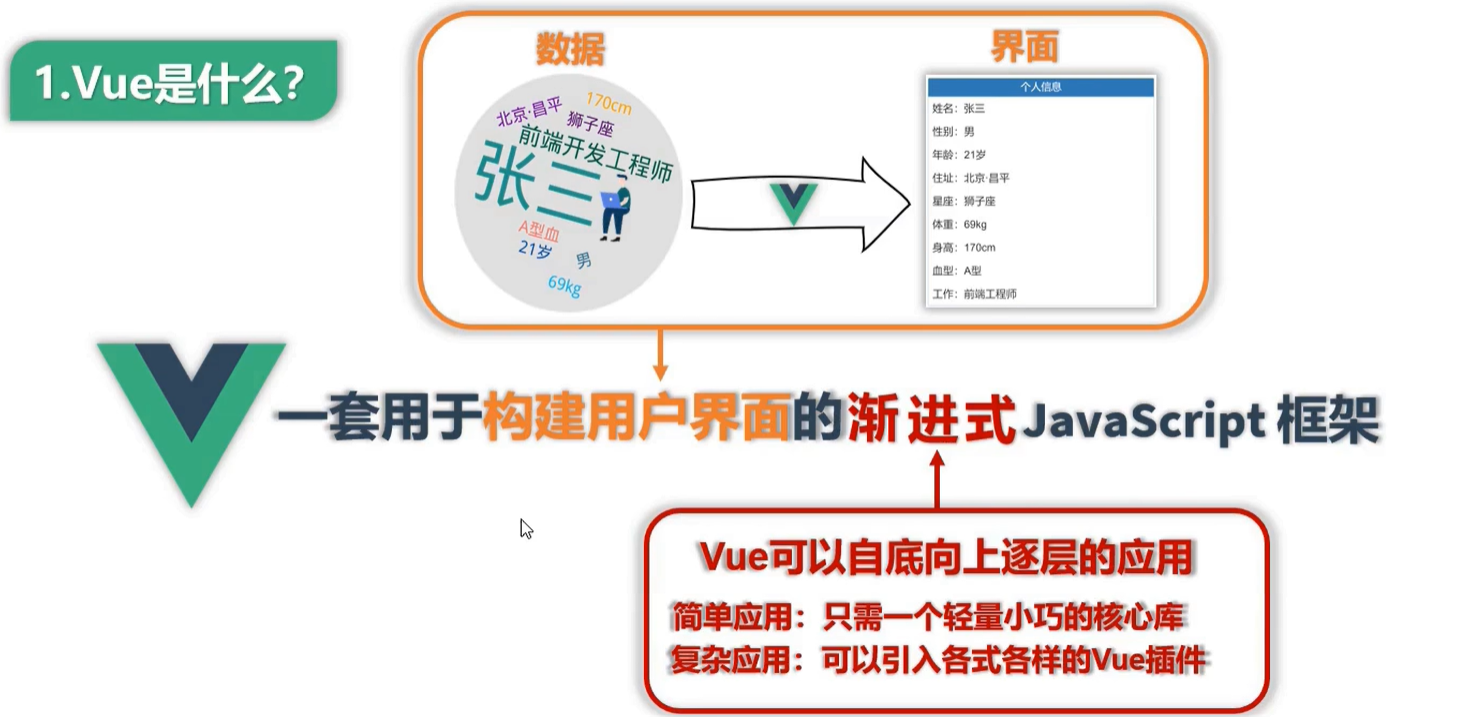 1.Vue是什么?
数据
北京·昌平
170cm
狮子座
前端开发工程师
张三
A型血
21岁
男
69kg
界面
个人信息
姓名：张三
性别：男
年龄：21岁
住址：北京·昌平
星座：狮子座
体重：69kg
身高：170cm
血型：A型
工作：前端工程师
一套用于构建用户界面的渐进式JavaScript 框架
Vue可以自底向上逐层的应用
简单应用：只需一个轻量小巧的核心库
复杂应用：可以引入各式各样的Vue插件